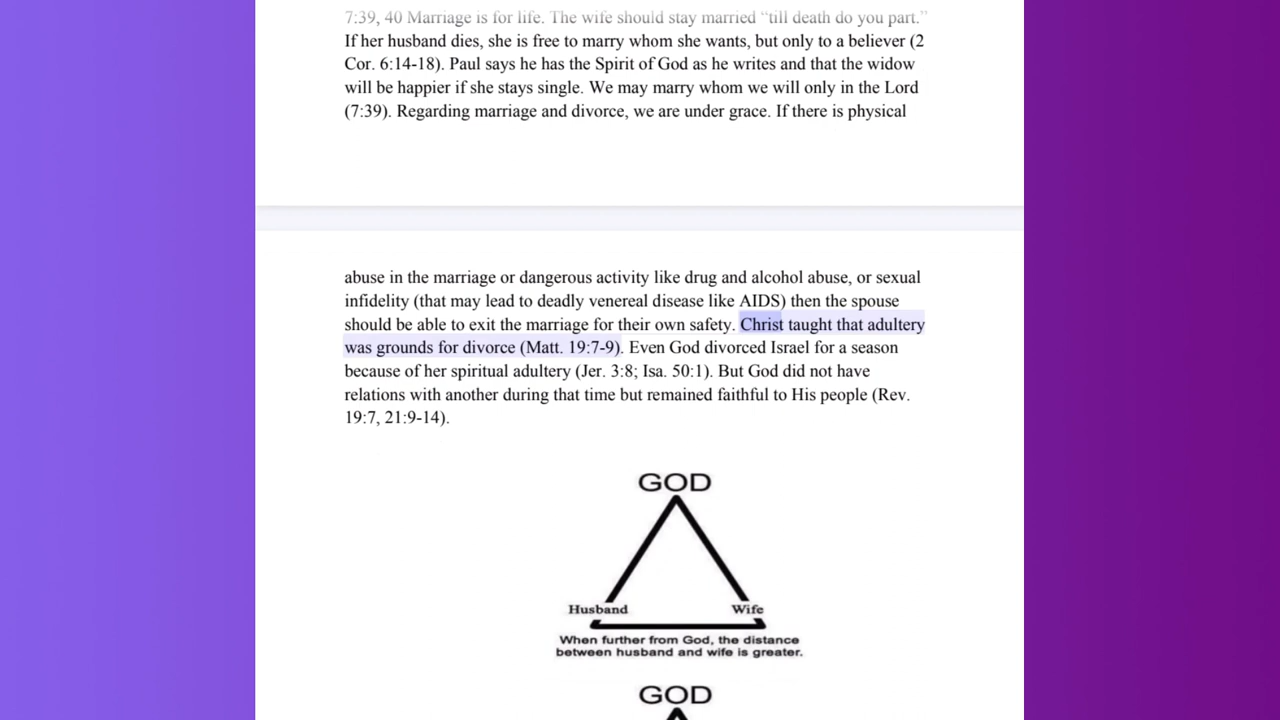 7:39, 40 Marriage is for life. The wife should stay married “till death do you part.”
If her husband dies, she is free to marry whom she wants, but only to a believer (2
Cor. 6:14-18). Paul says he has the Spirit of God as he writes and that the widow
will be happier if she stays single. We may marry whom we will only in the Lord
(7:39). Regarding marriage and divorce, we are under grace. If there is physical
abuse in the marriage or dangerous activity like drug and alcohol abuse, or sexual
infidelity (that may lead to deadly venereal disease like AIDS) then the spouse
should be able to exit the marriage for their own safety. Christ taught that adultery
was grounds for divorce (Matt. 19:7-9). Even God divorced Israel for a season
because of her spiritual adultery (Jer. 3:8; Isa. 50:1). But God did not have
relations with another during that time but remained faithful to His people (Rev.
19:7, 21:9-14).
GOD
Husband Wife
When further from God, the distance
between husband and wife is greater.
GOD